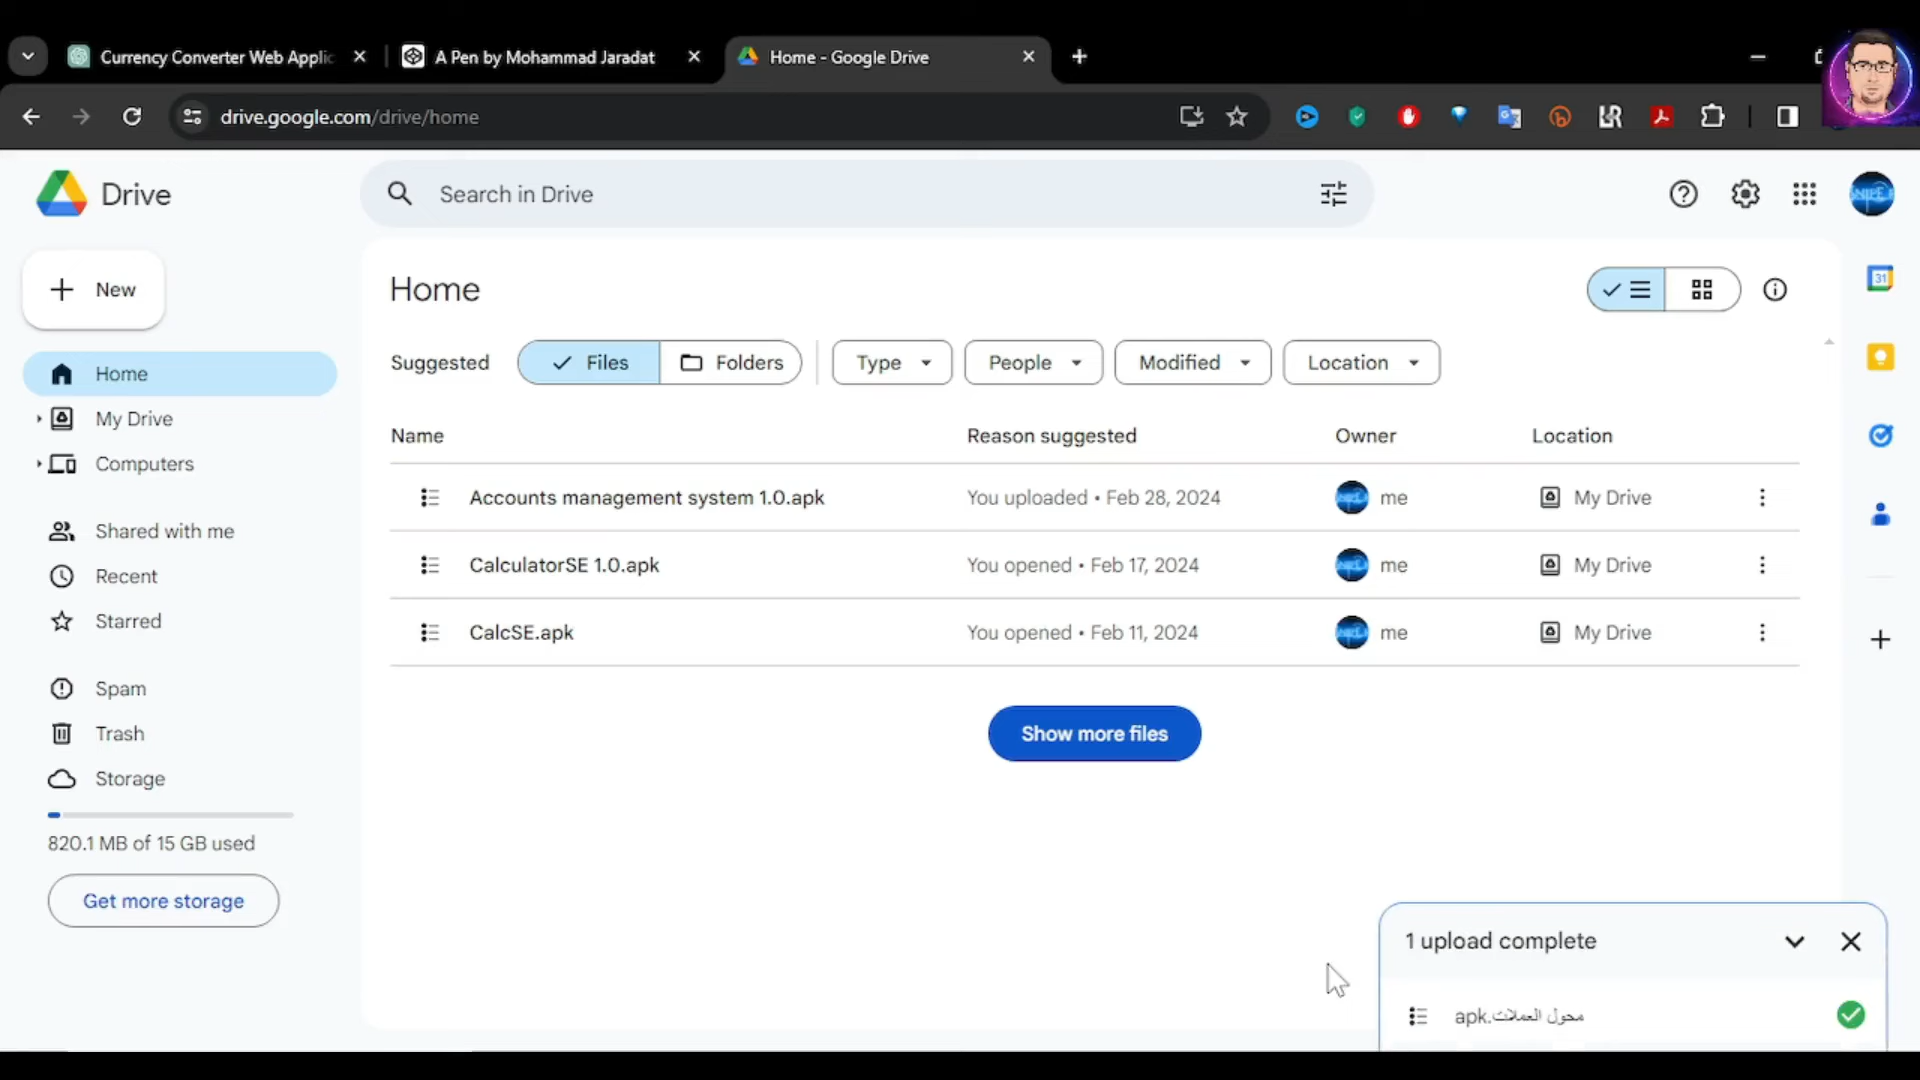 Currency Converter Web Applic
A Pen by Mohammad Jaradat
Home - Google Drive
drive.google.com/drive/home
Drive
Search in Drive
New
Home
Suggested
Files
Folders
Type
People
Modified
Location
Home
My Drive
Computers
Shared with me
Recent
Starred
Spam
Trash
Storage
820.1 MB of 15 GB used
Get more storage
Name Reason suggested Owner Location
Accounts management system 1.0.apk You uploaded • Feb 28, 2024 me My Drive
CalculatorSE 1.0.apk You opened • Feb 17, 2024 me My Drive
CalcSE.apk You opened • Feb 11, 2024 me My Drive
Show more files
31
1 upload complete
محول العملات.apk